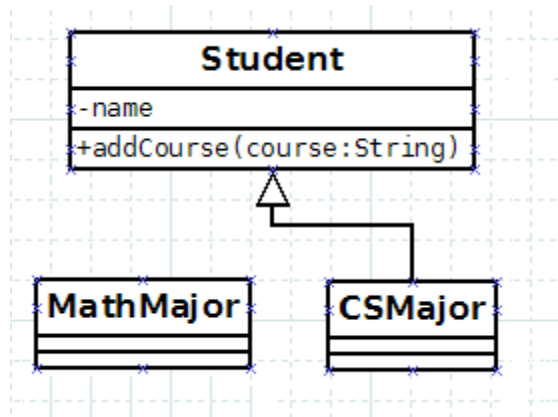 Student
-name
+addCourse(course:String)
MathMajor
CSMajor